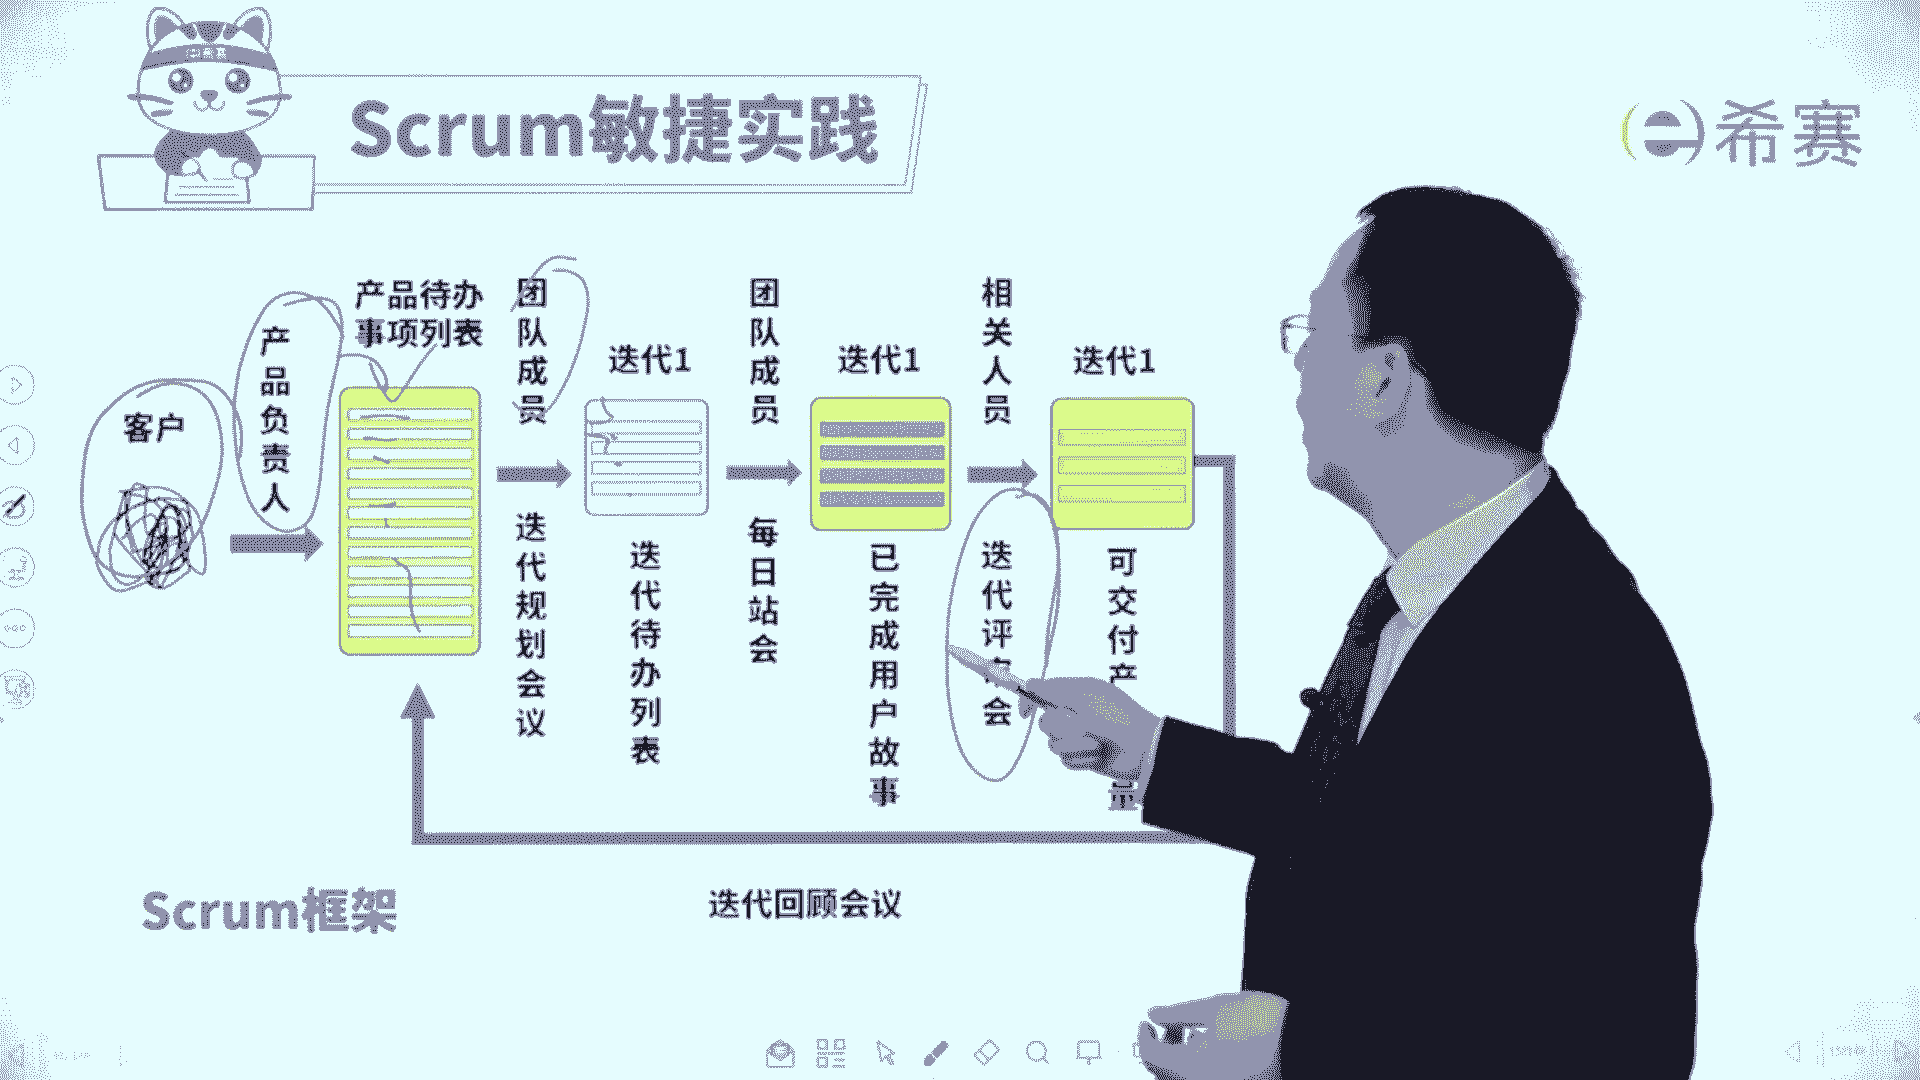 希赛
Scrum敏捷实践
希赛
客户
产品负责人
产品待办
事项列表
团队成员
迭代规划会议
迭代1
迭代待办列表
团队成员
每日站会
迭代1
已完成用户故事
相关人员
迭代评 会
迭代1
可交付产
Scrum框架
迭代回顾会议